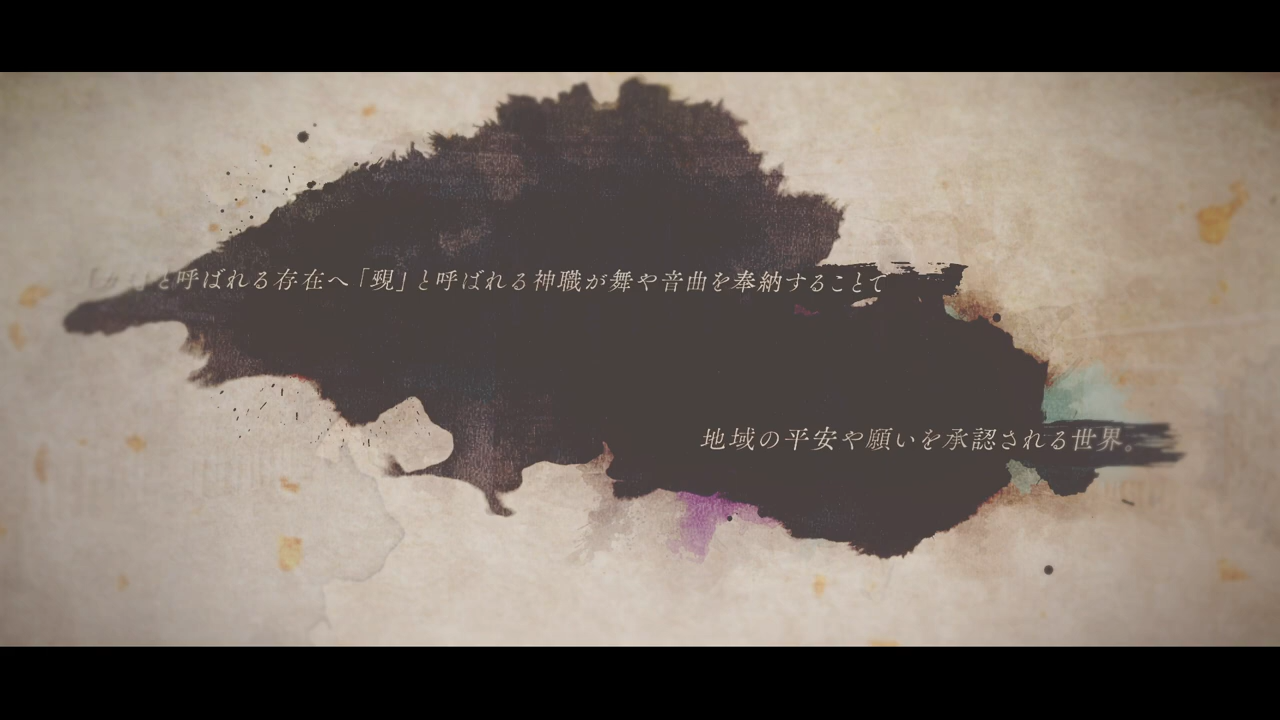 と呼ばれる存在へ「覡」と呼ばれる神職が舞や音曲を奉納することで
地域の平安や願いを承認される世界。